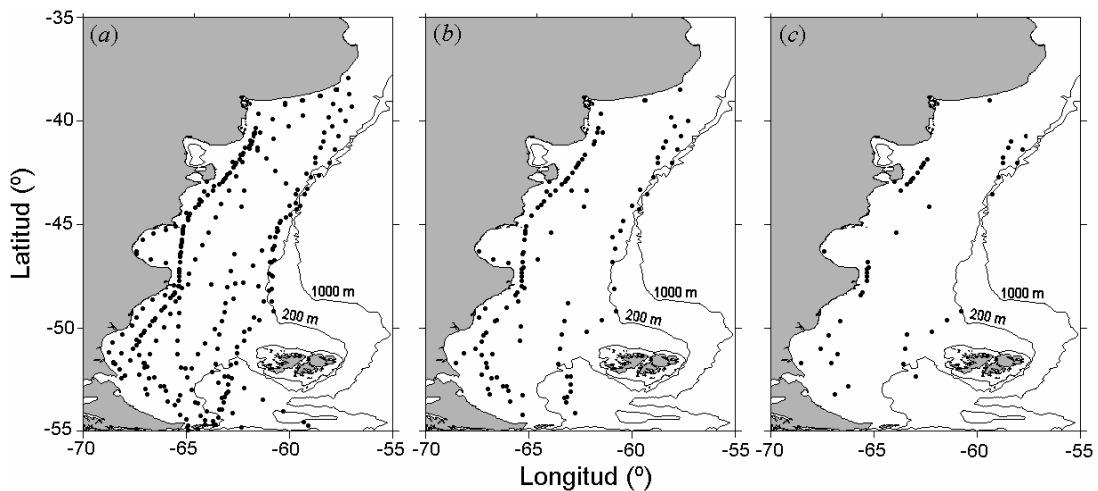 (a) (b) (c)
-35
-40
-45
-50
-55
Latitud (º)
1000 m 1000 m 1000 m
200 m 200 m 200 m
-70 -65 -60 -55 -70 -65 -60 -55 -70 -65 -60 -55
Longitud (º)